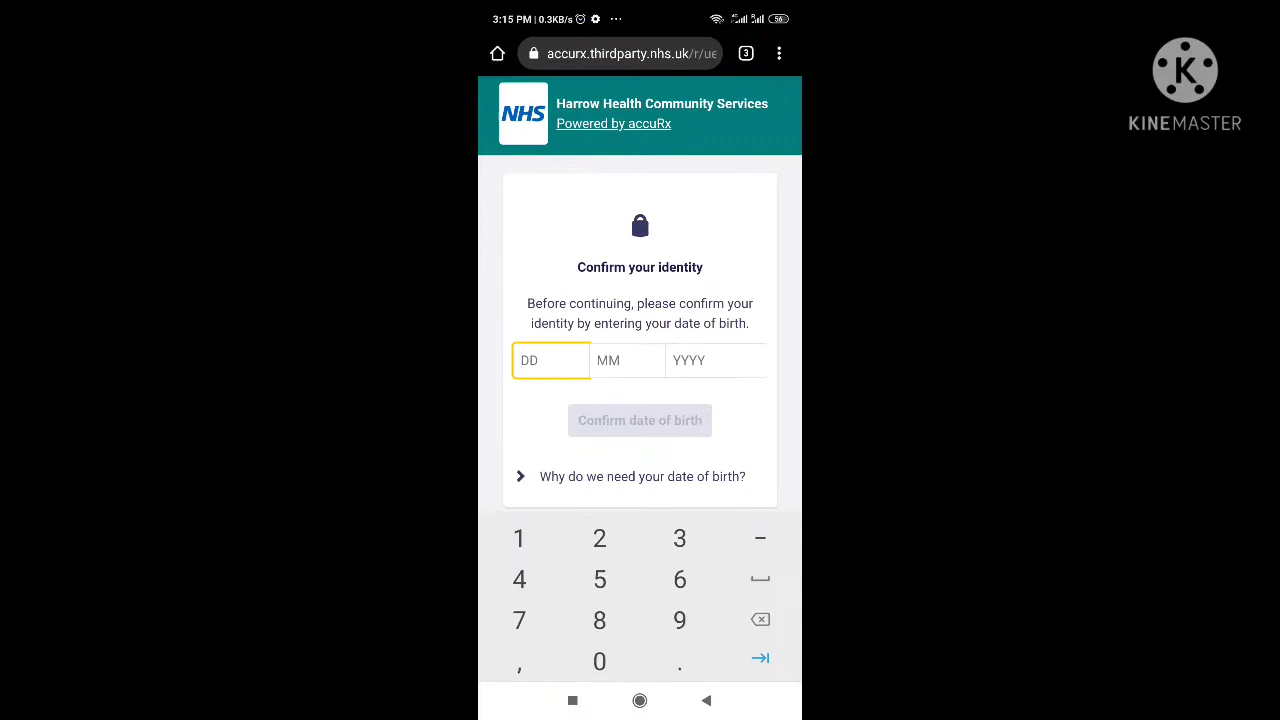 3:15 PM | 0.3KB/s ... 4G R 56
accurx.thirdparty.nhs.uk/r/ue 3
K
KINEMASTER
NHS
Harrow Health Community Services
Powered by accuRx
Confirm your identity
Before continuing, please confirm your
identity by entering your date of birth.
DD MM YYYY
Confirm date of birth
Why do we need your date of birth?
1 2 3 -
4 5 6
7 8 9
, 0 .